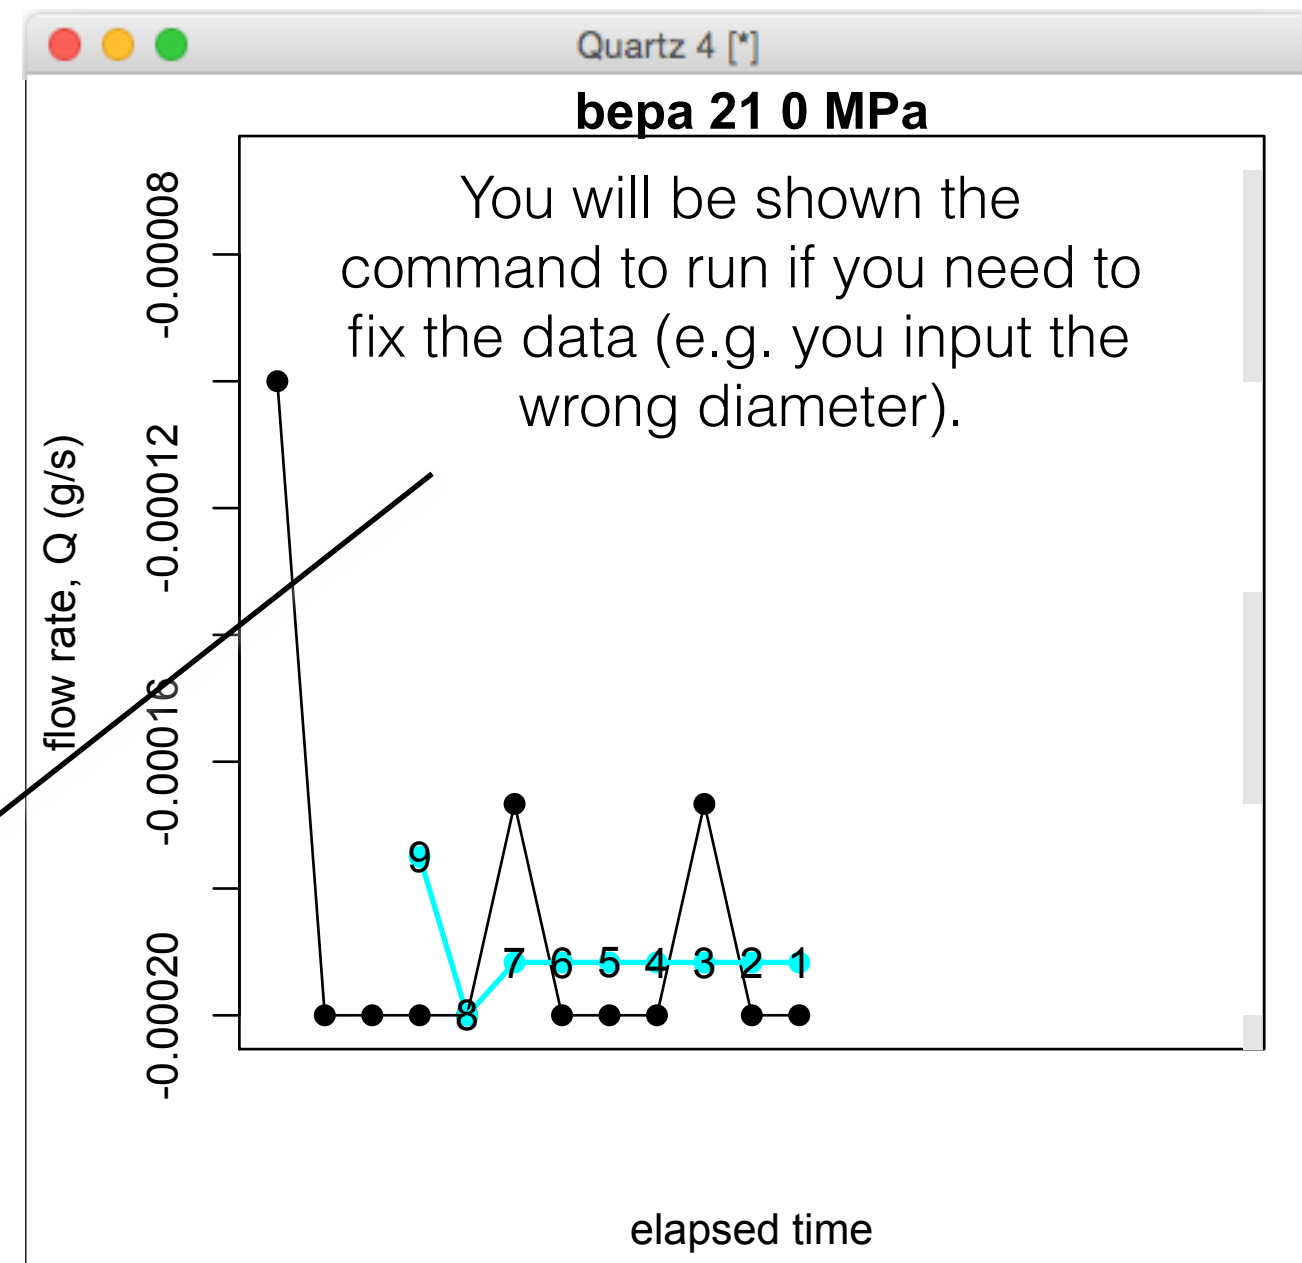 Quartz 4 [*]
bepa 21 0 MPa
You will be shown the
command to run if you need to
fix the data (e.g. you input the
wrong diameter).
flow rate, Q (g/s)
-0.00008
-0.00012
-0.00016
-0.00020
9
8
7 6 5 4 3 2 1
elapsed time